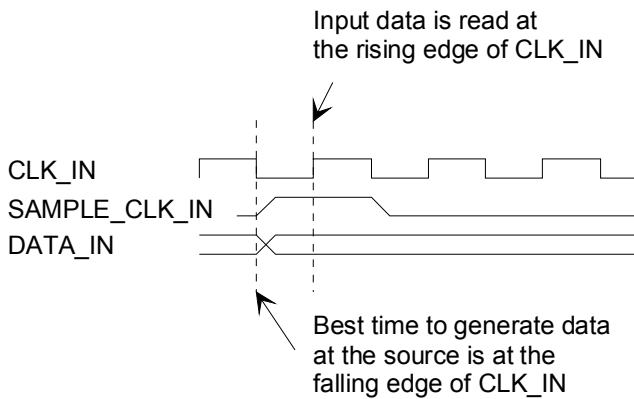 Input data is read at
the rising edge of CLK_IN
CLK_IN
SAMPLE_CLK_IN
DATA_IN
Best time to generate data
at the source is at the
falling edge of CLK_IN